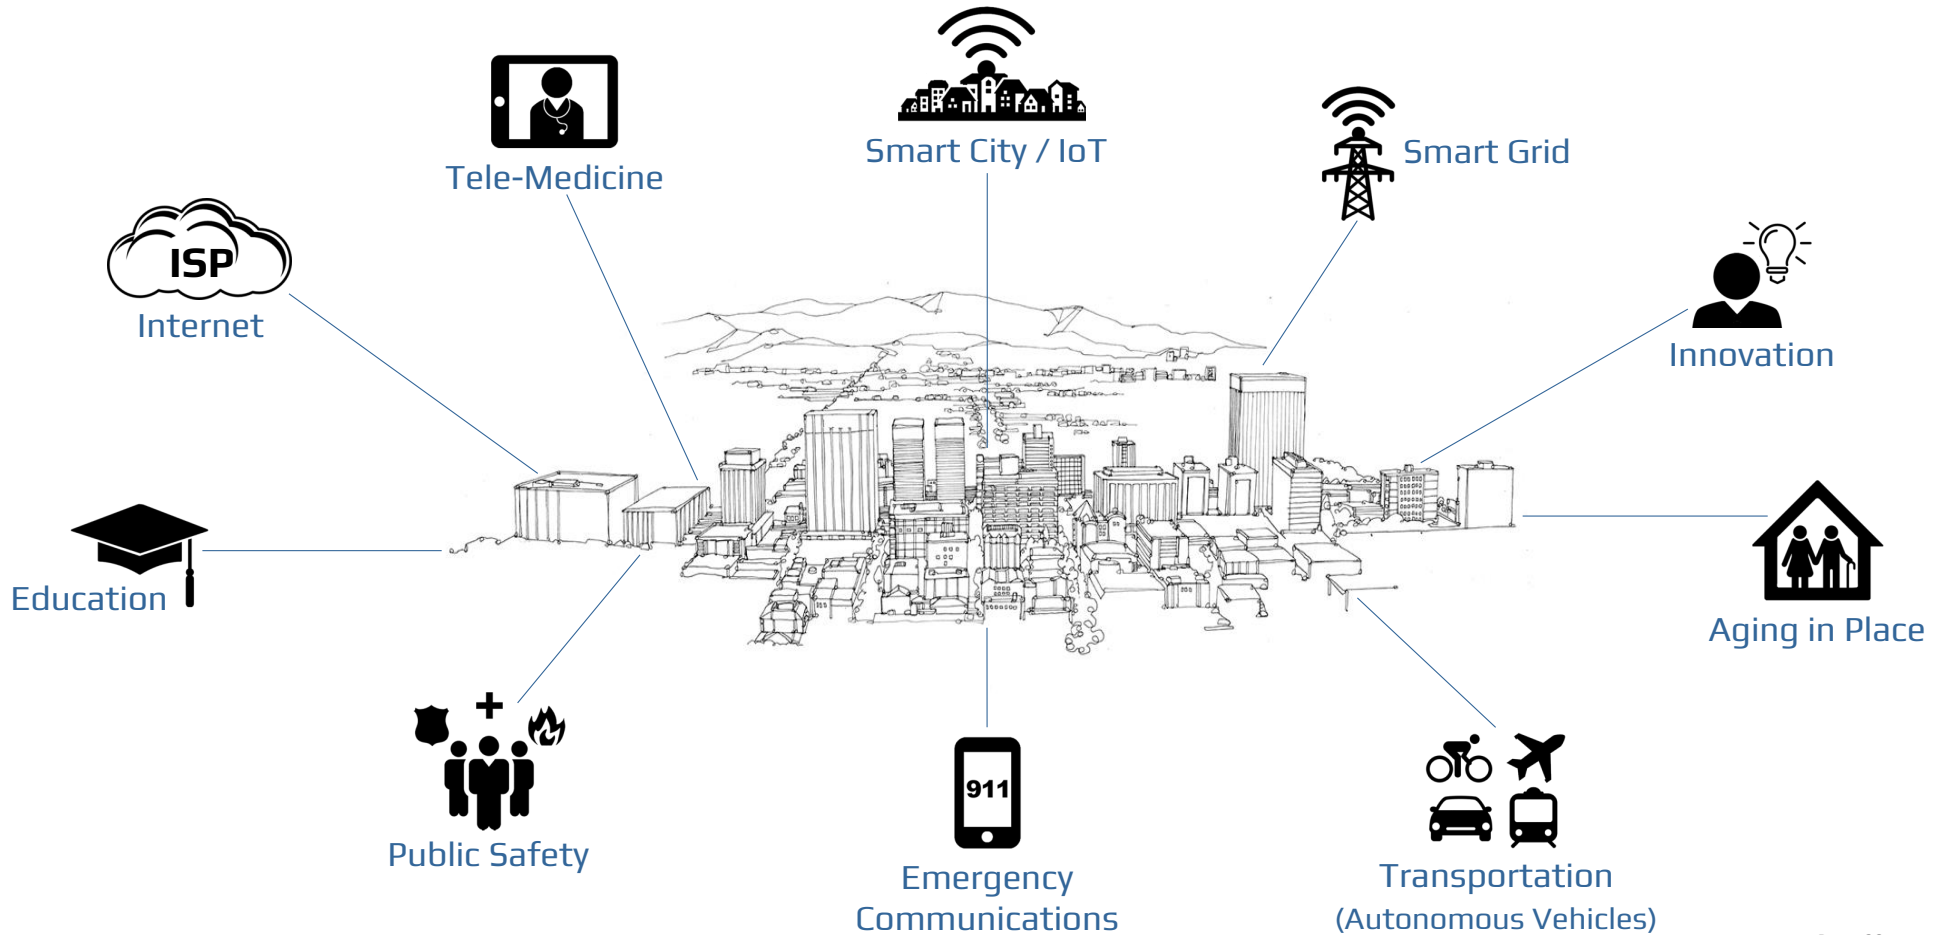 Smart City / IoT
Smart Grid
Tele-Medicine
ISP
Internet
Innovation
Education
Aging in Place
Public Safety
911
Emergency
Communications
Transportation
(Autonomous Vehicles)